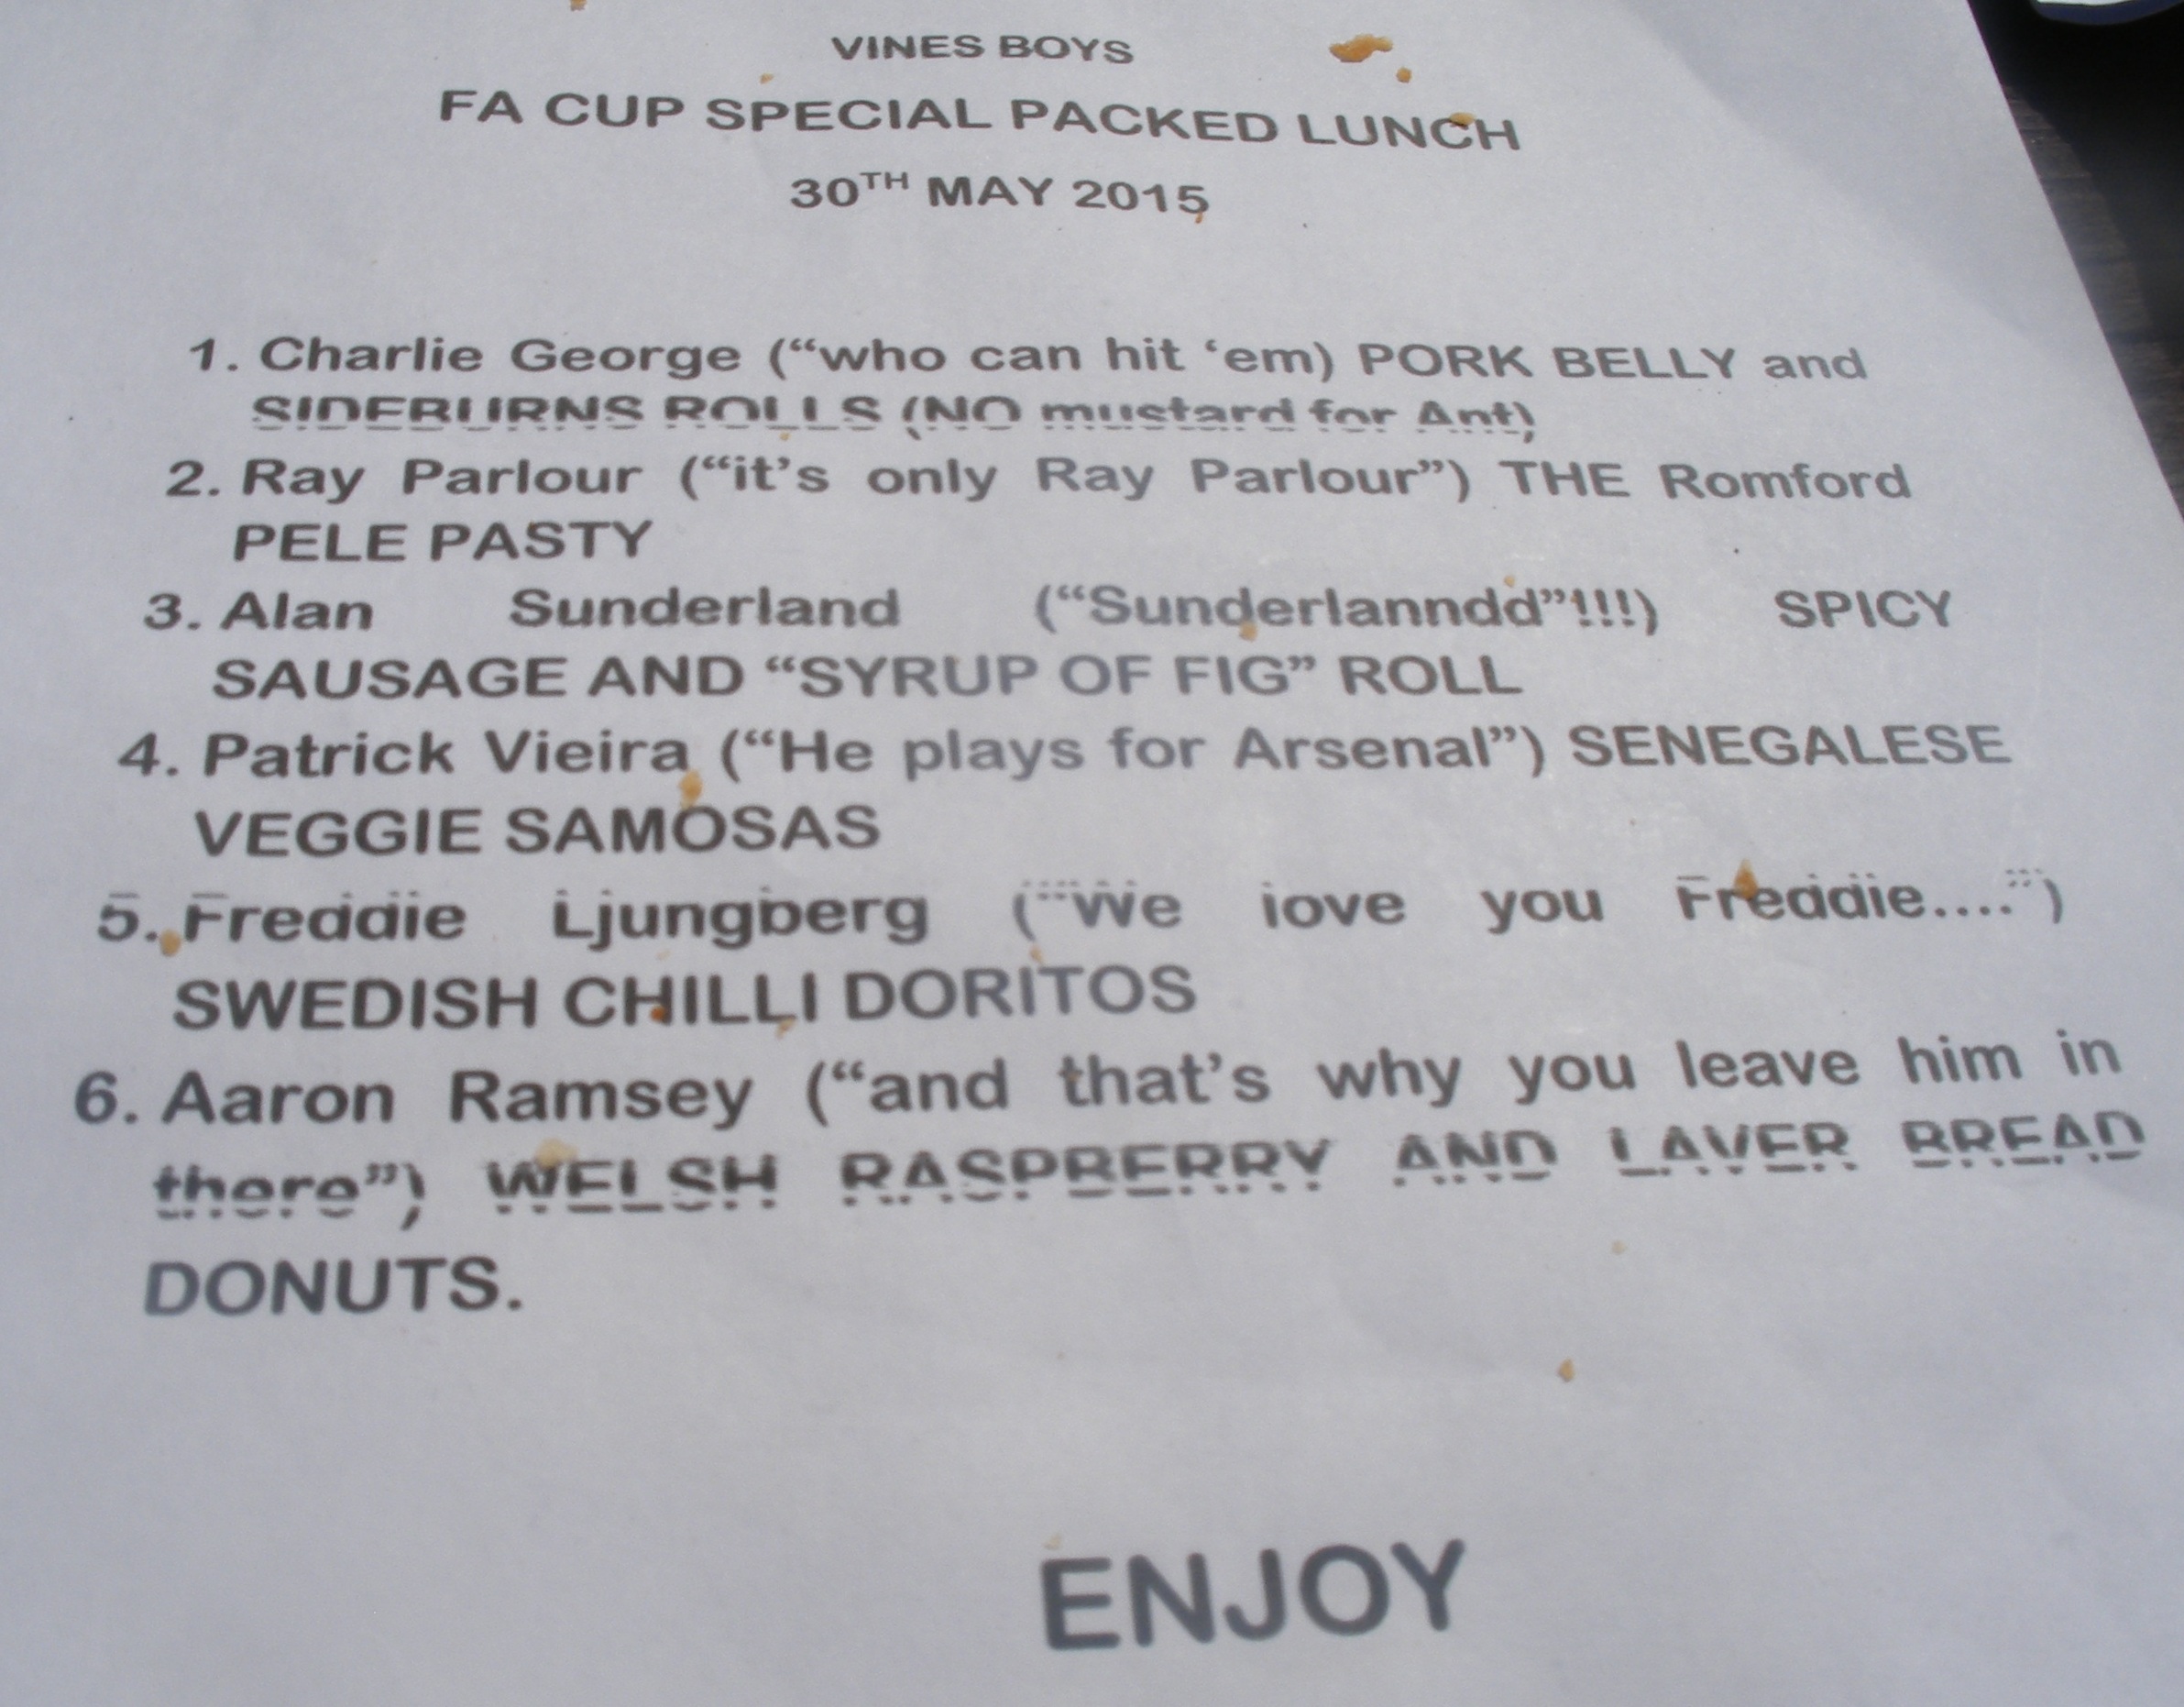 VINES BOYS
FA CUP SPECIAL PACKED LUNCH
30TH MAY 2015
1. Charlie George (“who can hit ‘em) PORK BELLY and
SIDEBURNS ROLLS (NO mustard for Ant)
2. Ray Parlour (“it’s only Ray Parlour”) THE Romford
PELE PASTY
3. Alan Sunderland (“Sunderlanndd”!!!) SPICY
SAUSAGE AND “SYRUP OF FIG” ROLL
4. Patrick Vieira (“He plays for Arsenal”) SENEGALESE
VEGGIE SAMOSAS
5. Freddie Ljungberg (“We love you Freddie....”)
SWEDISH CHILLI DORITOS
6. Aaron Ramsey (“and that’s why you leave him in
there”) WELSH RASPBERRY AND LAVER BREAD
DONUTS.
ENJOY